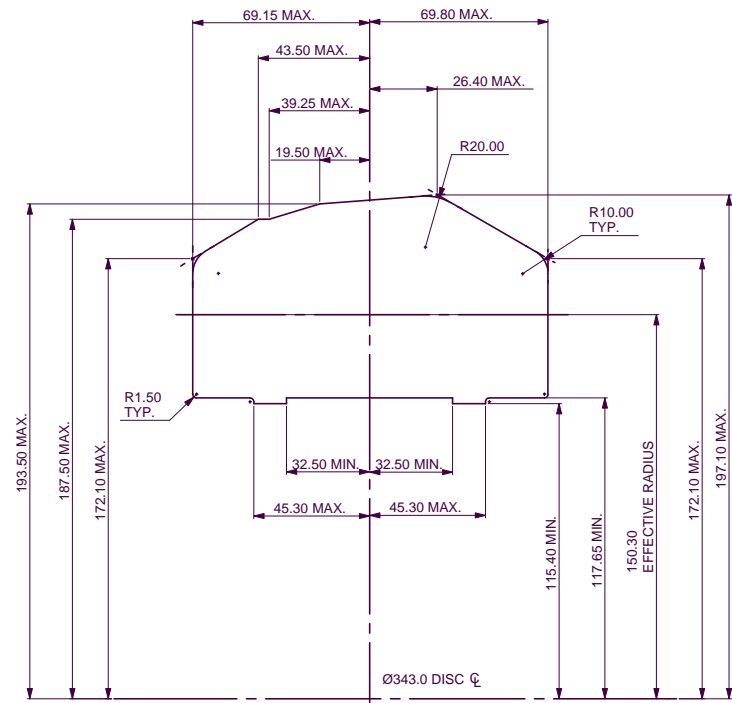 69.15 MAX.
69.80 MAX.
43.50 MAX.
26.40 MAX.
39.25 MAX.
19.50 MAX.
R20.00
R10.00
TYP.
R1.50
TYP.
193.50 MAX.
187.50 MAX.
172.10 MAX.
32.50 MIN.
32.50 MIN.
45.30 MAX.
45.30 MAX.
115.40 MIN.
117.65 MIN.
150.30
EFFECTIVE RADIUS
172.10 MAX.
197.10 MAX.
Ø343.0 DISC ℄